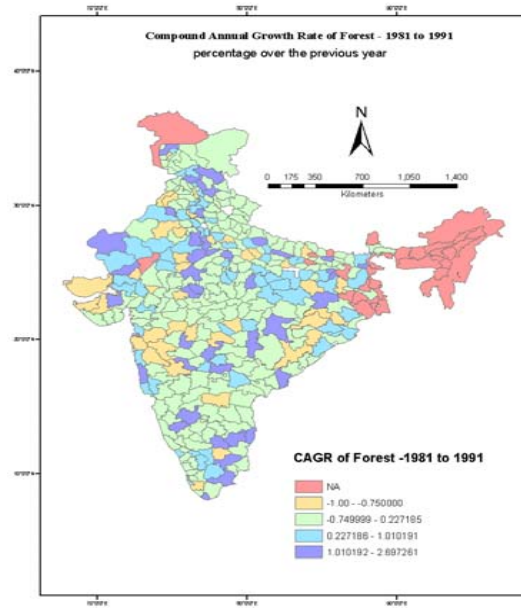 Compound Annual Growth Rate of Forest - 1981 to 1991
percentage over the previous year
N
0 175 350 700 1,050 1,400
Kilometers
CAGR of Forest -1981 to 1991
NA
-1.00 - -0.750000
-0.749999 - 0.227185
0.227186 - 1.010191
1.010192 - 2.697261